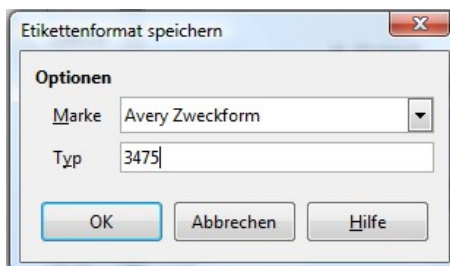 Etikettenformat speichern
Optionen
Marke Avery Zweckform
Typ 3475
OK Abbrechen Hilfe